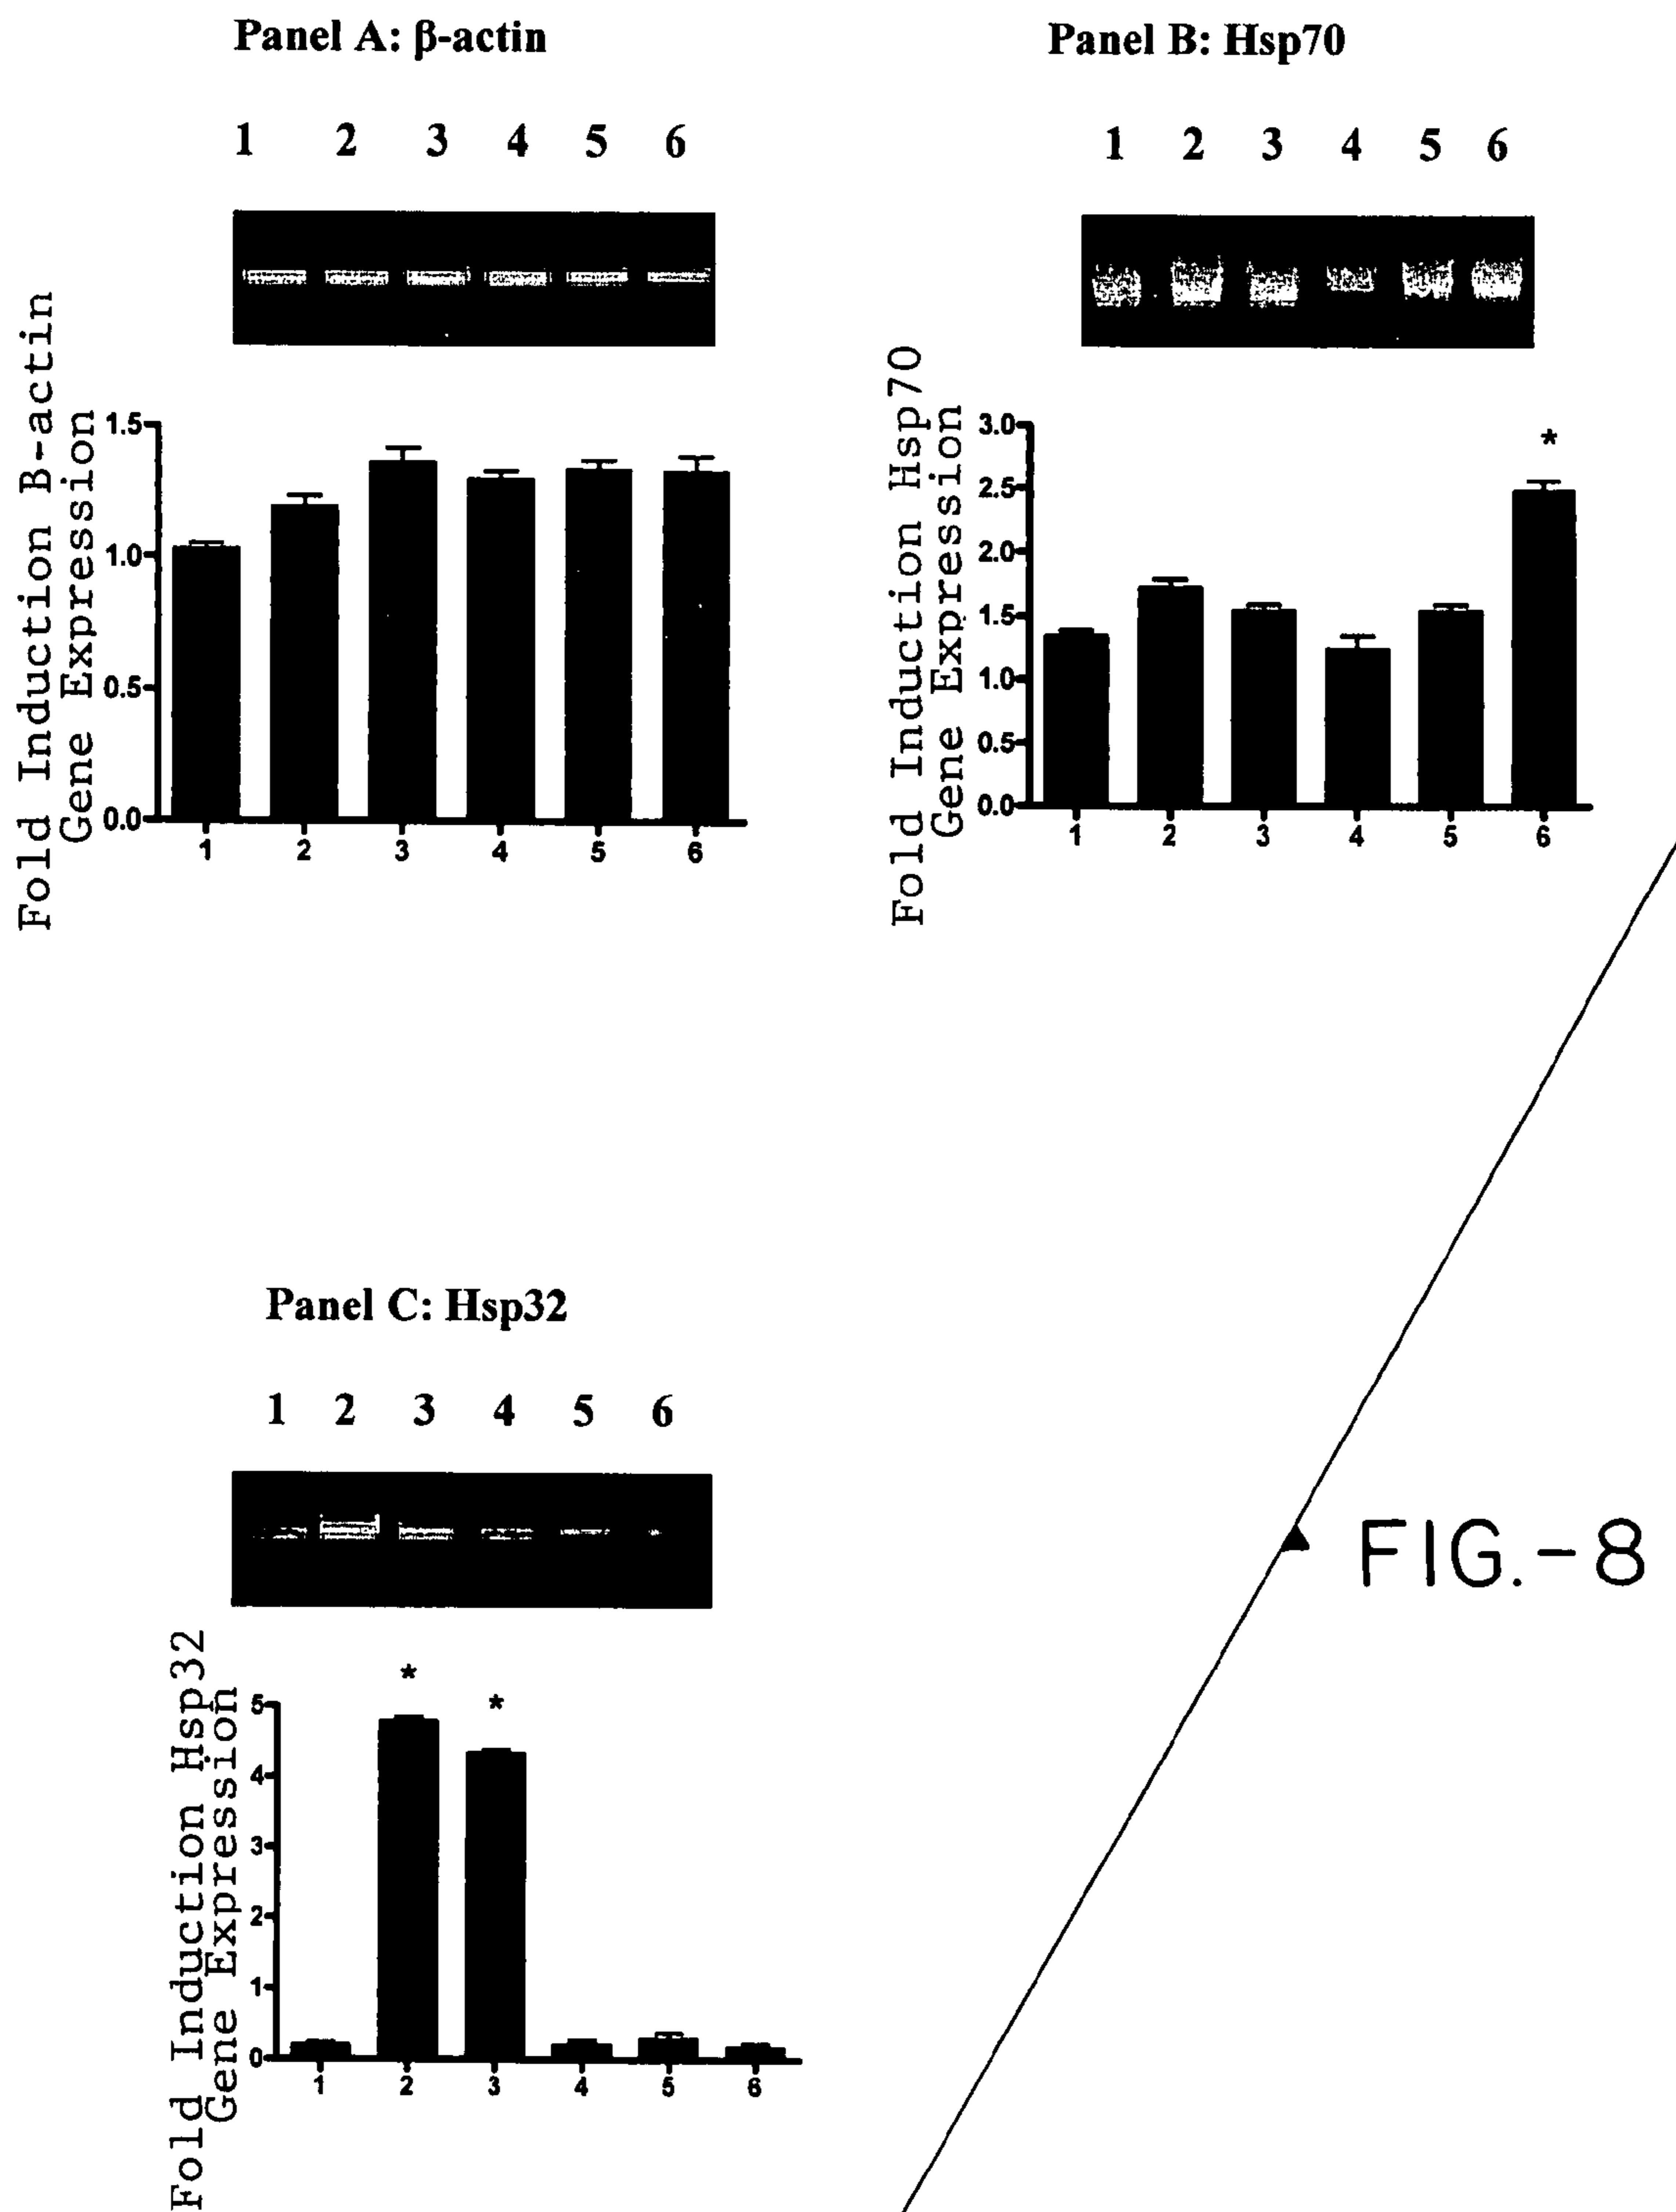 Panel A: β-actin
1 2 3 4 5 6
Fold Induction B-actin
Gene Expression
1.5
1.0
0.5
0.0
1 2 3 4 5 6
Panel B: Hsp70
1 2 3 4 5 6
Fold Induction Hsp70
Gene Expression
3.0
*
2.5
2.0
1.5
1.0
0.5
0.0
1 2 3 4 5 6
Panel C: Hsp32
1 2 3 4 5 6
Fold Induction Hsp32
Gene Expression
*
*
5
4
3
2
1
0
1 2 3 4 5 6
FIG.-8